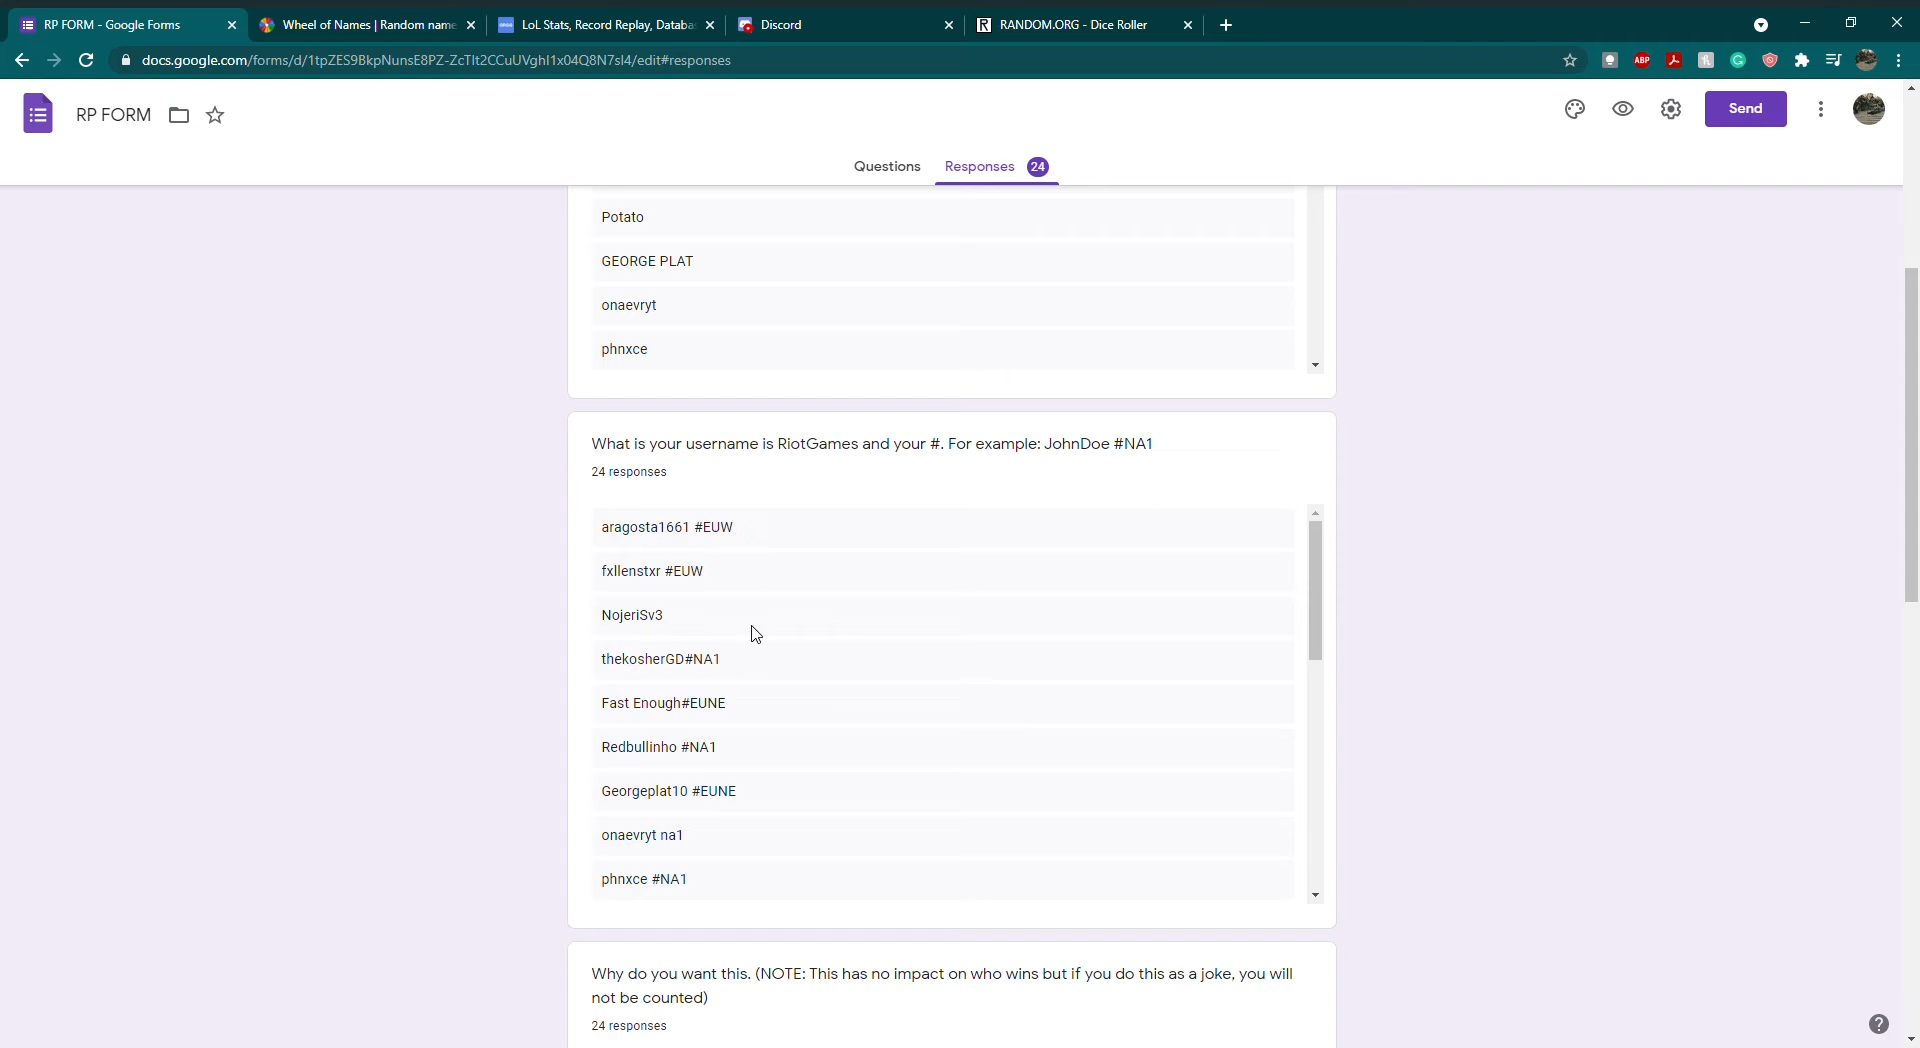 RP FORM - Google Forms
Wheel of Names | Random name
LoL Stats, Record Replay, Databa
Discord
RANDOM.ORG - Dice Roller
docs.google.com/forms/d/1tpZES9BkpNunsE8PZ-ZcTIt2CCuUVghI1x04Q8N7sI4/edit#responses
ABP
RP FORM
Send
Questions
Responses 24
Potato
GEORGE PLAT
onaevryt
phnxce
What is your username is RiotGames and your #. For example: JohnDoe #NA1
24 responses
aragosta1661 #EUW
fxllenstxr #EUW
NojeriSv3
thekosherGD#NA1
Fast Enough#EUNE
Redbullinho #NA1
Georgeplat10 #EUNE
onaevryt na1
phnxce #NA1
Why do you want this. (NOTE: This has no impact on who wins but if you do this as a joke, you will
not be counted)
24 responses